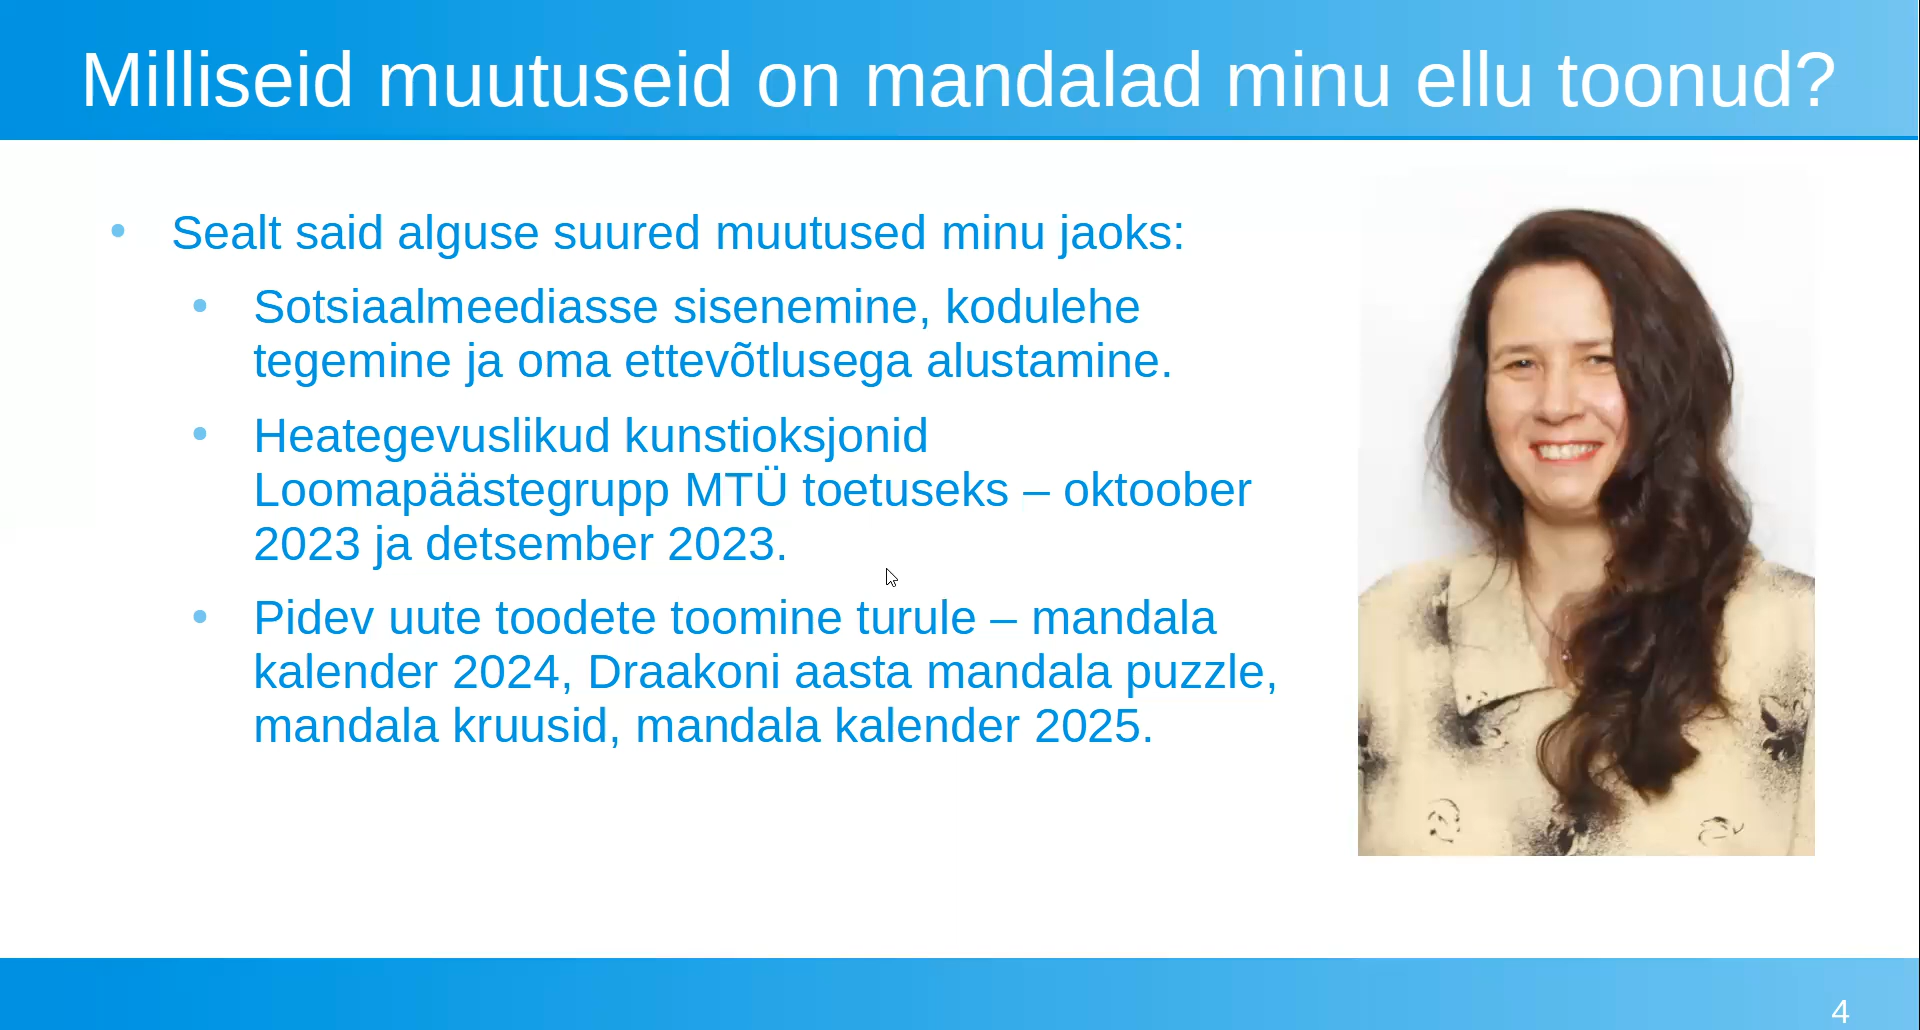 Milliseid muutuseid on mandalad minu ellu toonud?
Sealt said alguse suured muutused minu jaoks:
Sotsiaalmeediasse sisenemine, kodulehe
tegemine ja oma ettevõtlusega alustamine.
Heategevuslikud kunstioksjonid
Loomapäästegrupp MTÜ toetuseks – oktoober
2023 ja detsember 2023.
Pidev uute toodete toomine turule – mandala
kalender 2024, Draakoni aasta mandala puzzle,
mandala kruusid, mandala kalender 2025.
4